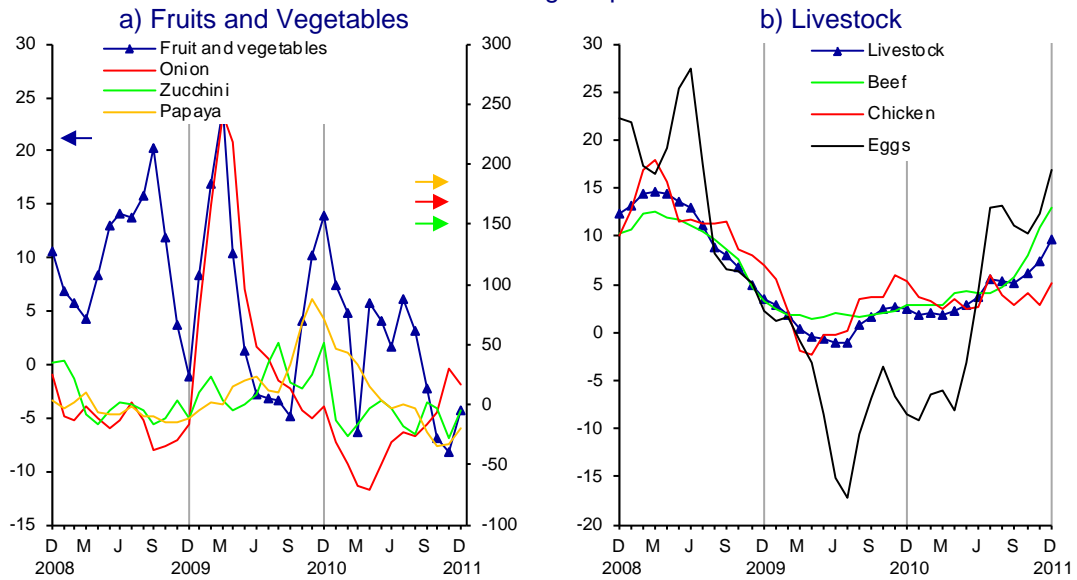 a) Fruits and Vegetables
30
25
20
15
10
5
0
-5
-10
-15
300
250
200
150
100
50
0
-50
-100
Fruit and vegetables
Onion
Zucchini
Papaya
D M J S D M J S D M J S D
2008 2009 2010 2011
b) Livestock
30
25
20
15
10
5
0
-5
-10
-15
-20
Livestock
Beef
Chicken
Eggs
D M J S D M J S D M J S D
2008 2009 2010 2011